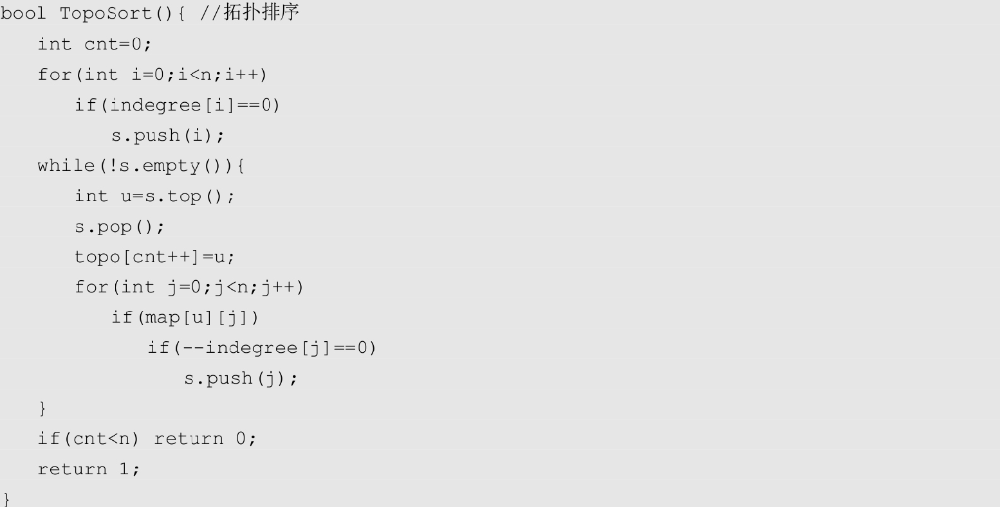 bool TopoSort(){ //拓扑排序
int cnt=0;
for(int i=0;i<n;i++)
if(indegree[i]==0)
s.push(i);
while(!s.empty()){
int u=s.top();
s.pop();
topo[cnt++]=u;
for(int j=0;j<n;j++)
if(map[u][j])
if(--indegree[j]==0)
s.push(j);
}
if(cnt<n) return 0;
return 1;
}